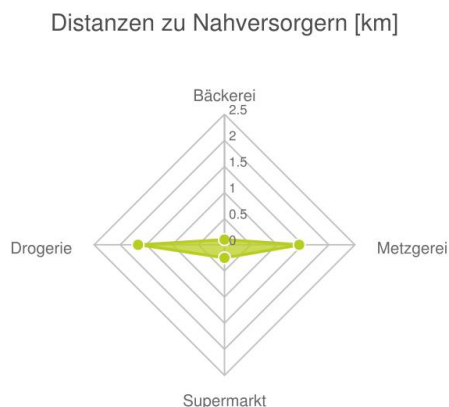 Distanzen zu Nahversorgern [km]
Bäckerei
2.5
2
1.5
1
0.5
0
Drogerie
Metzgerei
Supermarkt